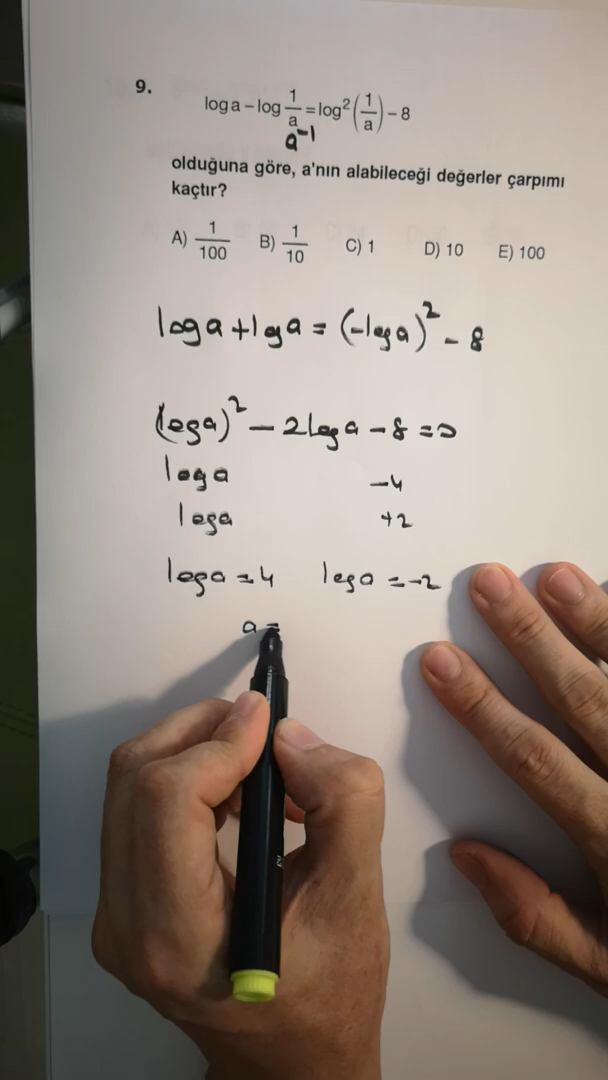 9.
log a – log 1/a = log²(1/a) – 8
a⁻¹
olduğuna göre, a'nın alabileceği değerler çarpımı
kaçtır?
A) 1/100 B) 1/10 C) 1 D) 10 E) 100
log a + log a = (-log a)² - 8
(log a)² - 2 log a - 8 = 0
log a -4
log a +2
log a = 4 log a = -2
a =